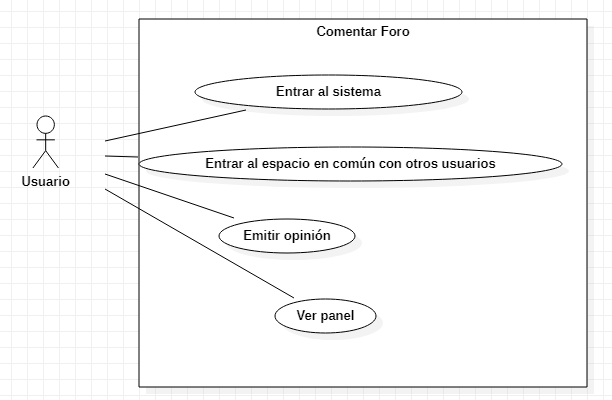 Comentar Foro
Entrar al sistema
Entrar al espacio en común con otros usuarios
Usuario
Emitir opinión
Ver panel